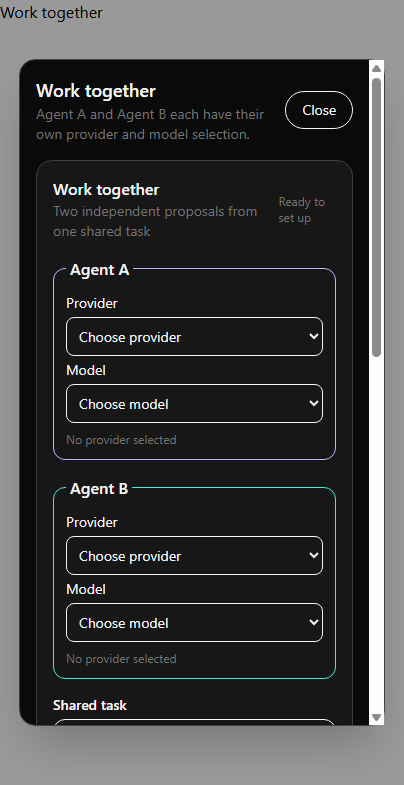 Work together
Work together
Close
Agent A and Agent B each have their
own provider and model selection.
Work together
Two independent proposals from
one shared task
Ready to
set up
Agent A
Provider
Choose provider
Model
Choose model
No provider selected
Agent B
Provider
Choose provider
Model
Choose model
No provider selected
Shared task